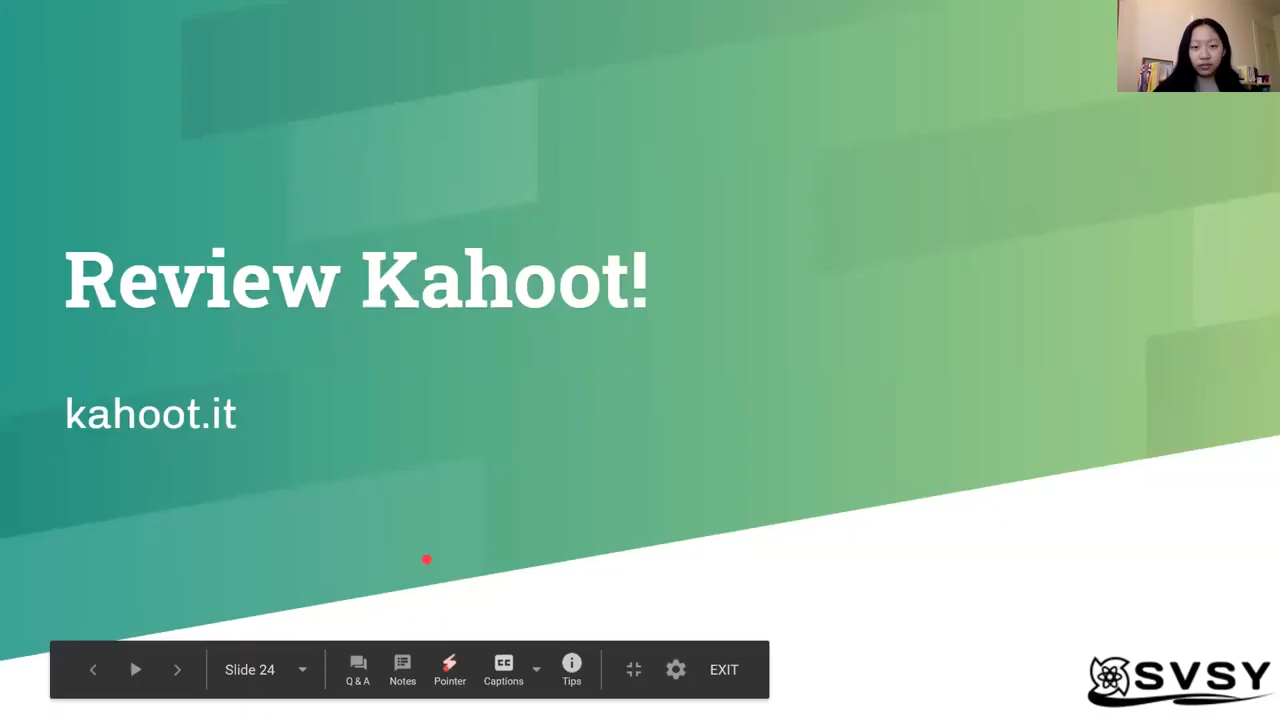 Review Kahoot!
kahoot.it
Slide 24
Q & A
Notes
Pointer
Captions
Tips
EXIT
SVSY